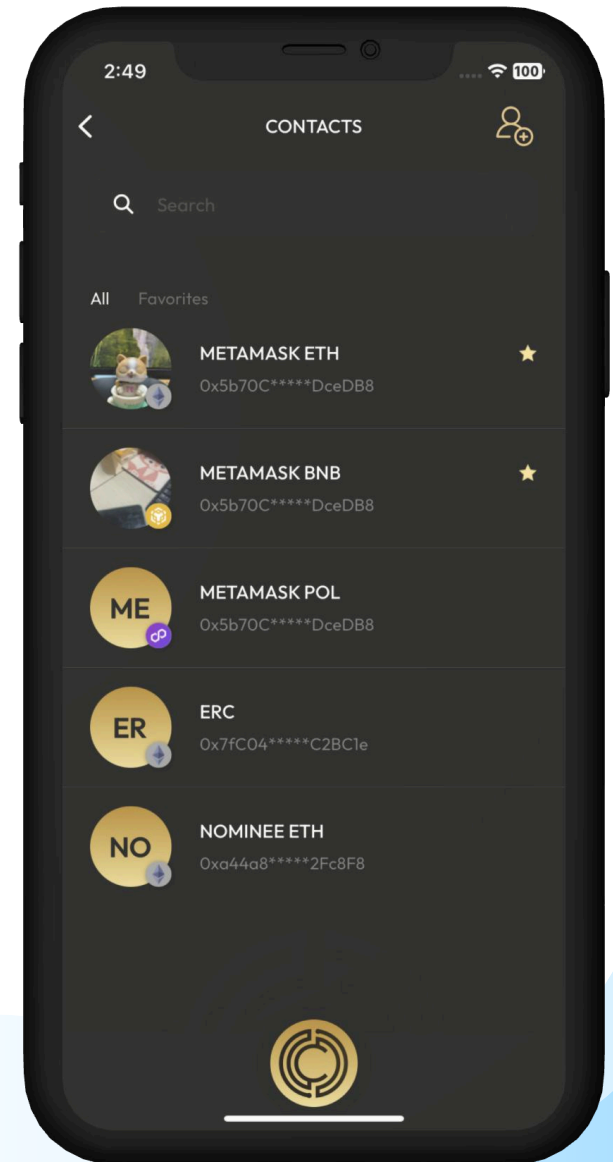 2:49
100
CONTACTS
Search
All Favorites
METAMASK ETH
0x5b70C*****DceDB8
METAMASK BNB
0x5b70C*****DceDB8
ME
METAMASK POL
0x5b70C*****DceDB8
ER
ERC
0x7fC04*****C2BC1e
NO
NOMINEE ETH
0xa44a8*****2Fc8F8